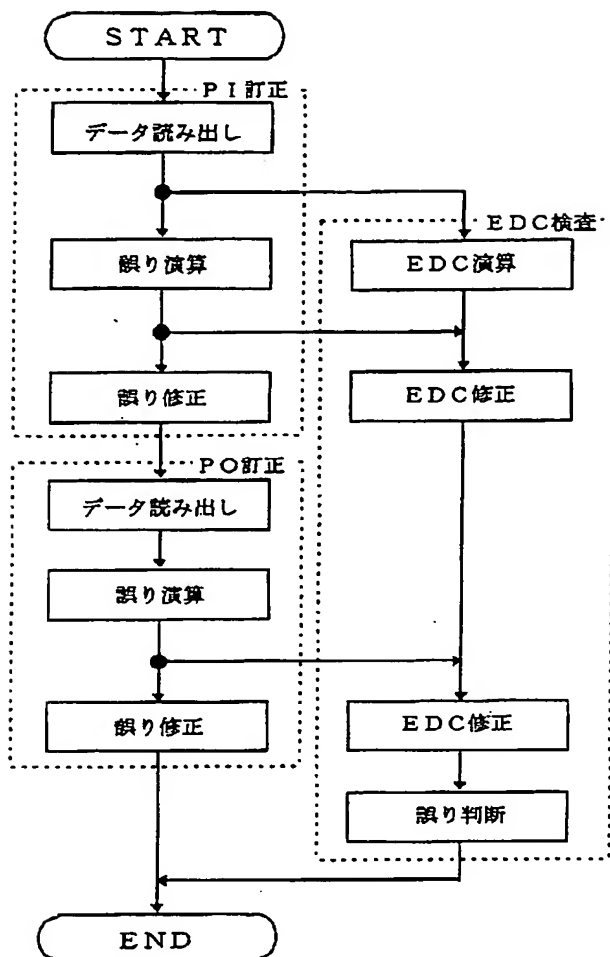 START
PI訂正
データ読み出し
EDC検査
誤り演算
EDC演算
誤り修正
EDC修正
PO訂正
データ読み出し
誤り演算
誤り修正
EDC修正
誤り判断
END